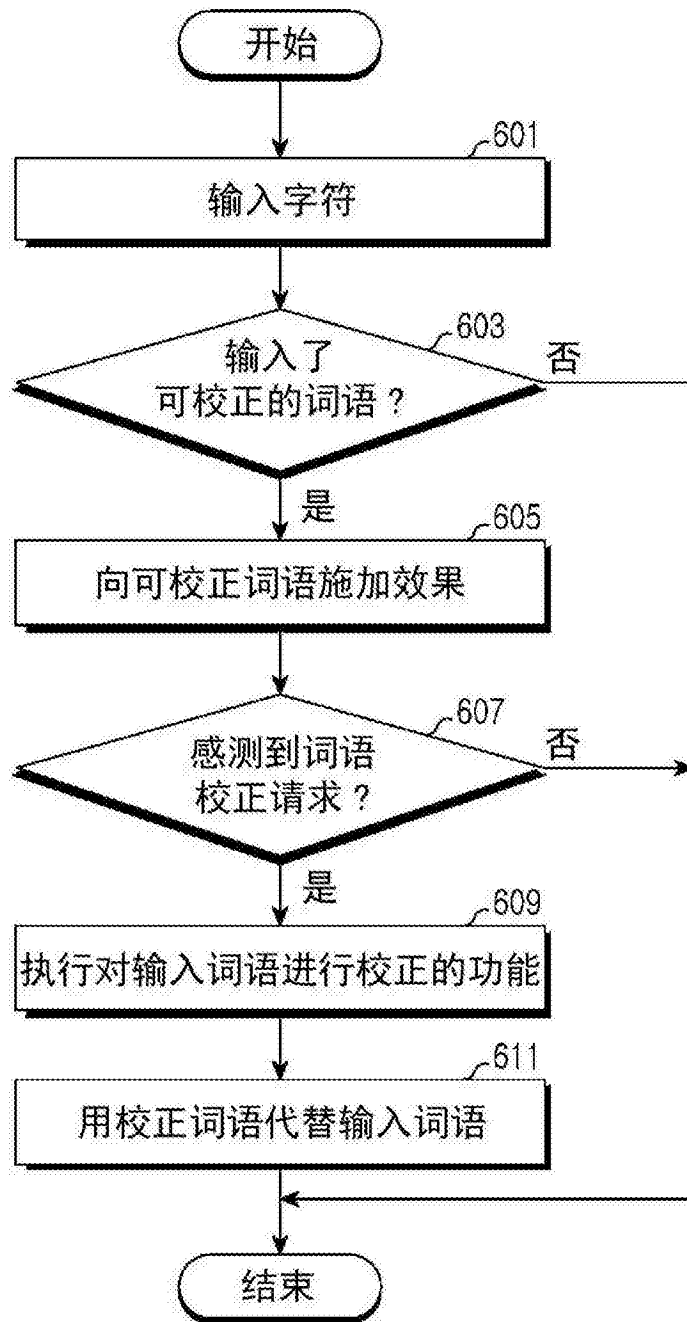 开始
601
输入字符
603
输入了
可校正的词语？
否
是
605
向可校正词语施加效果
607
感测到词语
校正请求？
否
是
609
执行对输入词语进行校正的功能
611
用校正词语代替输入词语
结束